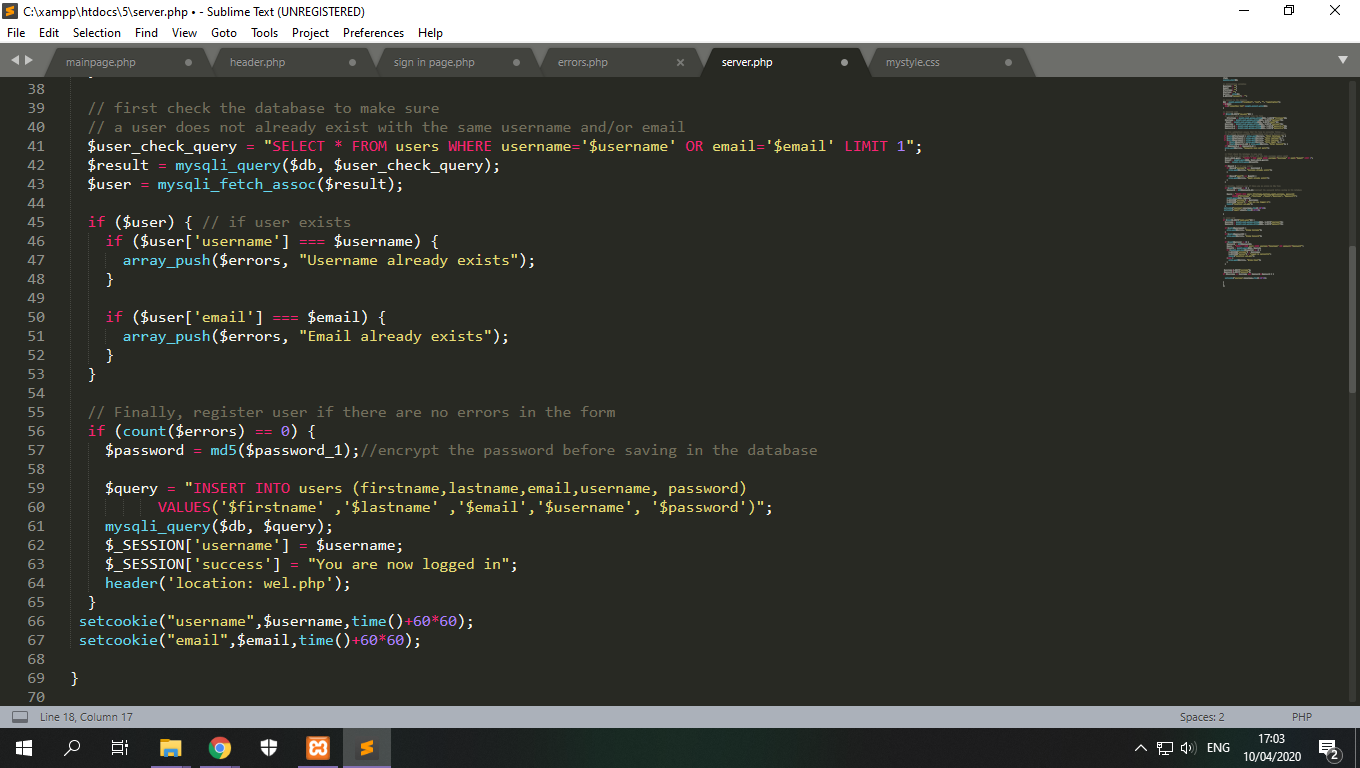 C:\xampp\htdocs\5\server.php • - Sublime Text (UNREGISTERED)
File Edit Selection Find View Goto Tools Project Preferences Help
mainpage.php header.php sign in page.php errors.php server.php mystyle.css
38
39 // first check the database to make sure
40 // a user does not already exist with the same username and/or email
41 $user_check_query = "SELECT * FROM users WHERE username='$username' OR email='$email' LIMIT 1";
42 $result = mysqli_query($db, $user_check_query);
43 $user = mysqli_fetch_assoc($result);
44
45 if ($user) { // if user exists
46 if ($user['username'] === $username) {
47 array_push($errors, "Username already exists");
48 }
49
50 if ($user['email'] === $email) {
51 array_push($errors, "Email already exists");
52 }
53 }
54
55 // Finally, register user if there are no errors in the form
56 if (count($errors) == 0) {
57 $password = md5($password_1);//encrypt the password before saving in the database
58
59 $query = "INSERT INTO users (firstname,lastname,email,username, password)
60 VALUES('$firstname' ,'$lastname' ,'$email','$username', '$password')";
61 mysqli_query($db, $query);
62 $_SESSION['username'] = $username;
63 $_SESSION['success'] = "You are now logged in";
64 header('location: wel.php');
65 }
66 setcookie("username",$username,time()+60*60);
67 setcookie("email",$email,time()+60*60);
68
69 }
70
Line 18, Column 17 Spaces: 2 PHP
ENG 17:03
10/04/2020 2